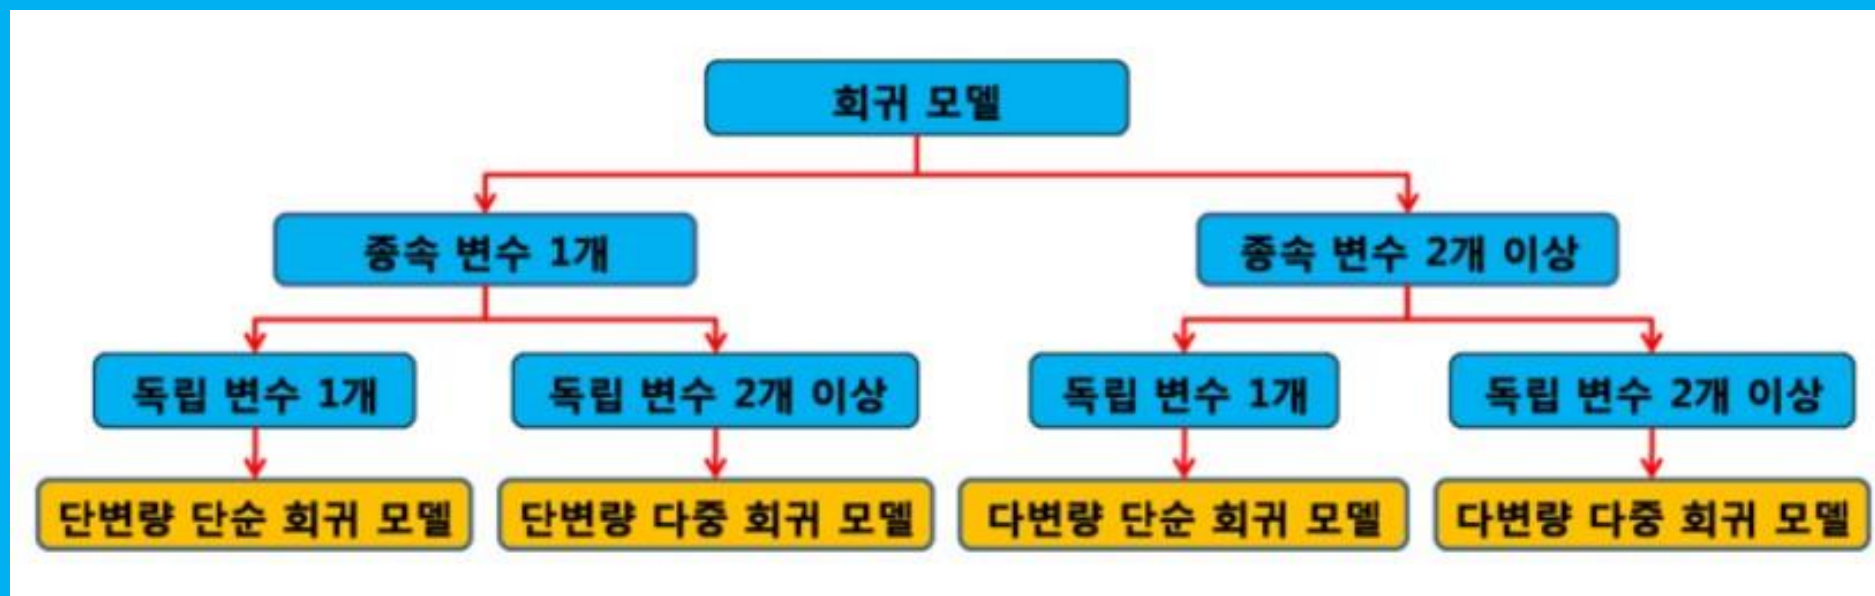 회귀 모델
종속 변수 1개
종속 변수 2개 이상
독립 변수 1개
독립 변수 2개 이상
독립 변수 1개
독립 변수 2개 이상
단변량 단순 회귀 모델
단변량 다중 회귀 모델
다변량 단순 회귀 모델
다변량 다중 회귀 모델